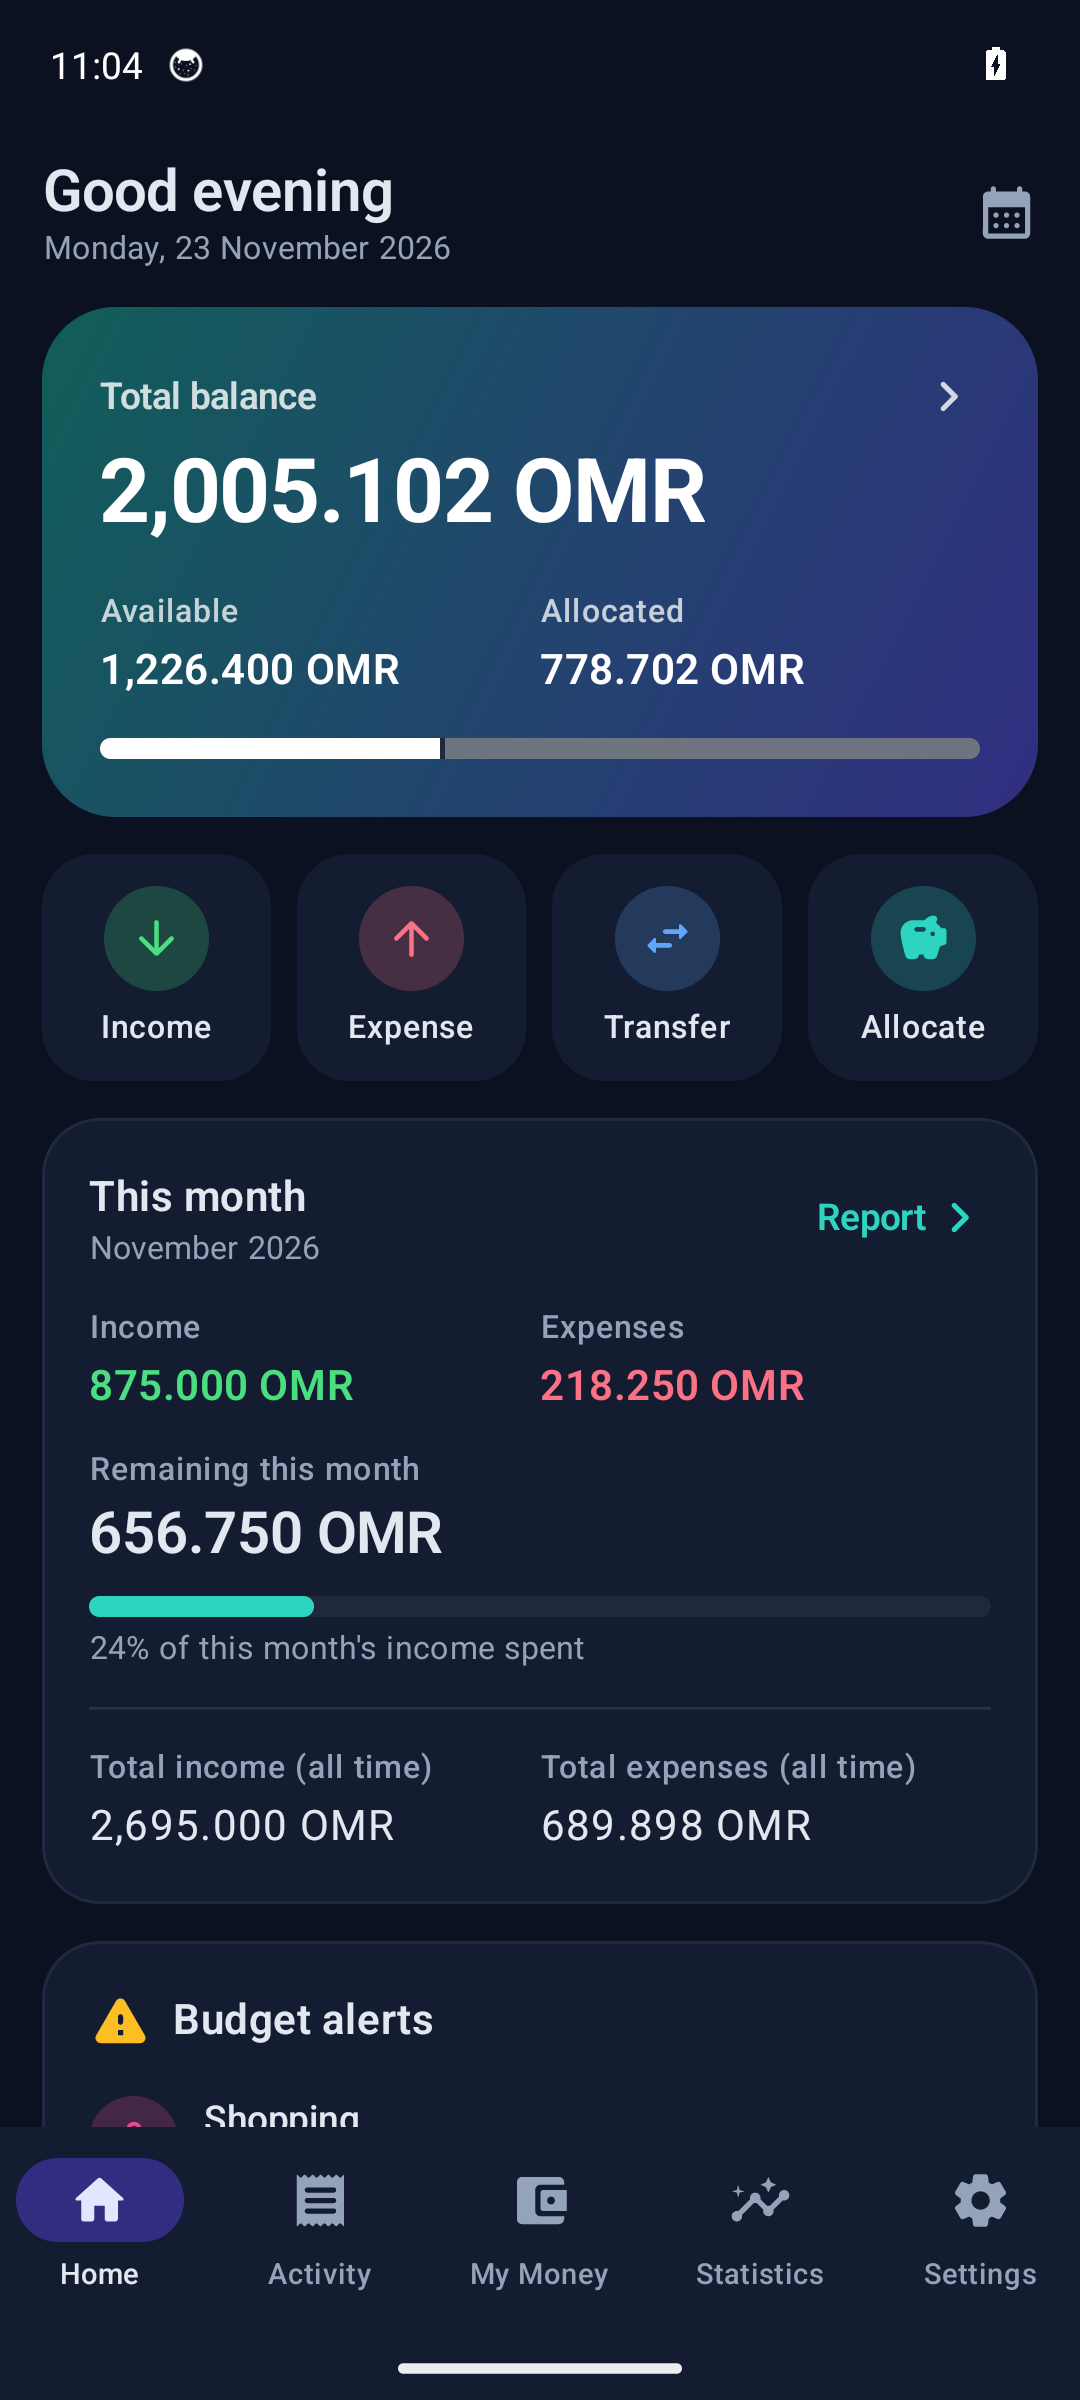 11:04
Good evening
Monday, 23 November 2026
Total balance
2,005.102 OMR
Available
Allocated
1,226.400 OMR
778.702 OMR
Income
Expense
Transfer
Allocate
This month
November 2026
Report
Income
Expenses
875.000 OMR
218.250 OMR
Remaining this month
656.750 OMR
24% of this month's income spent
Total income (all time)
Total expenses (all time)
2,695.000 OMR
689.898 OMR
Budget alerts
Shopping
Home
Activity
My Money
Statistics
Settings